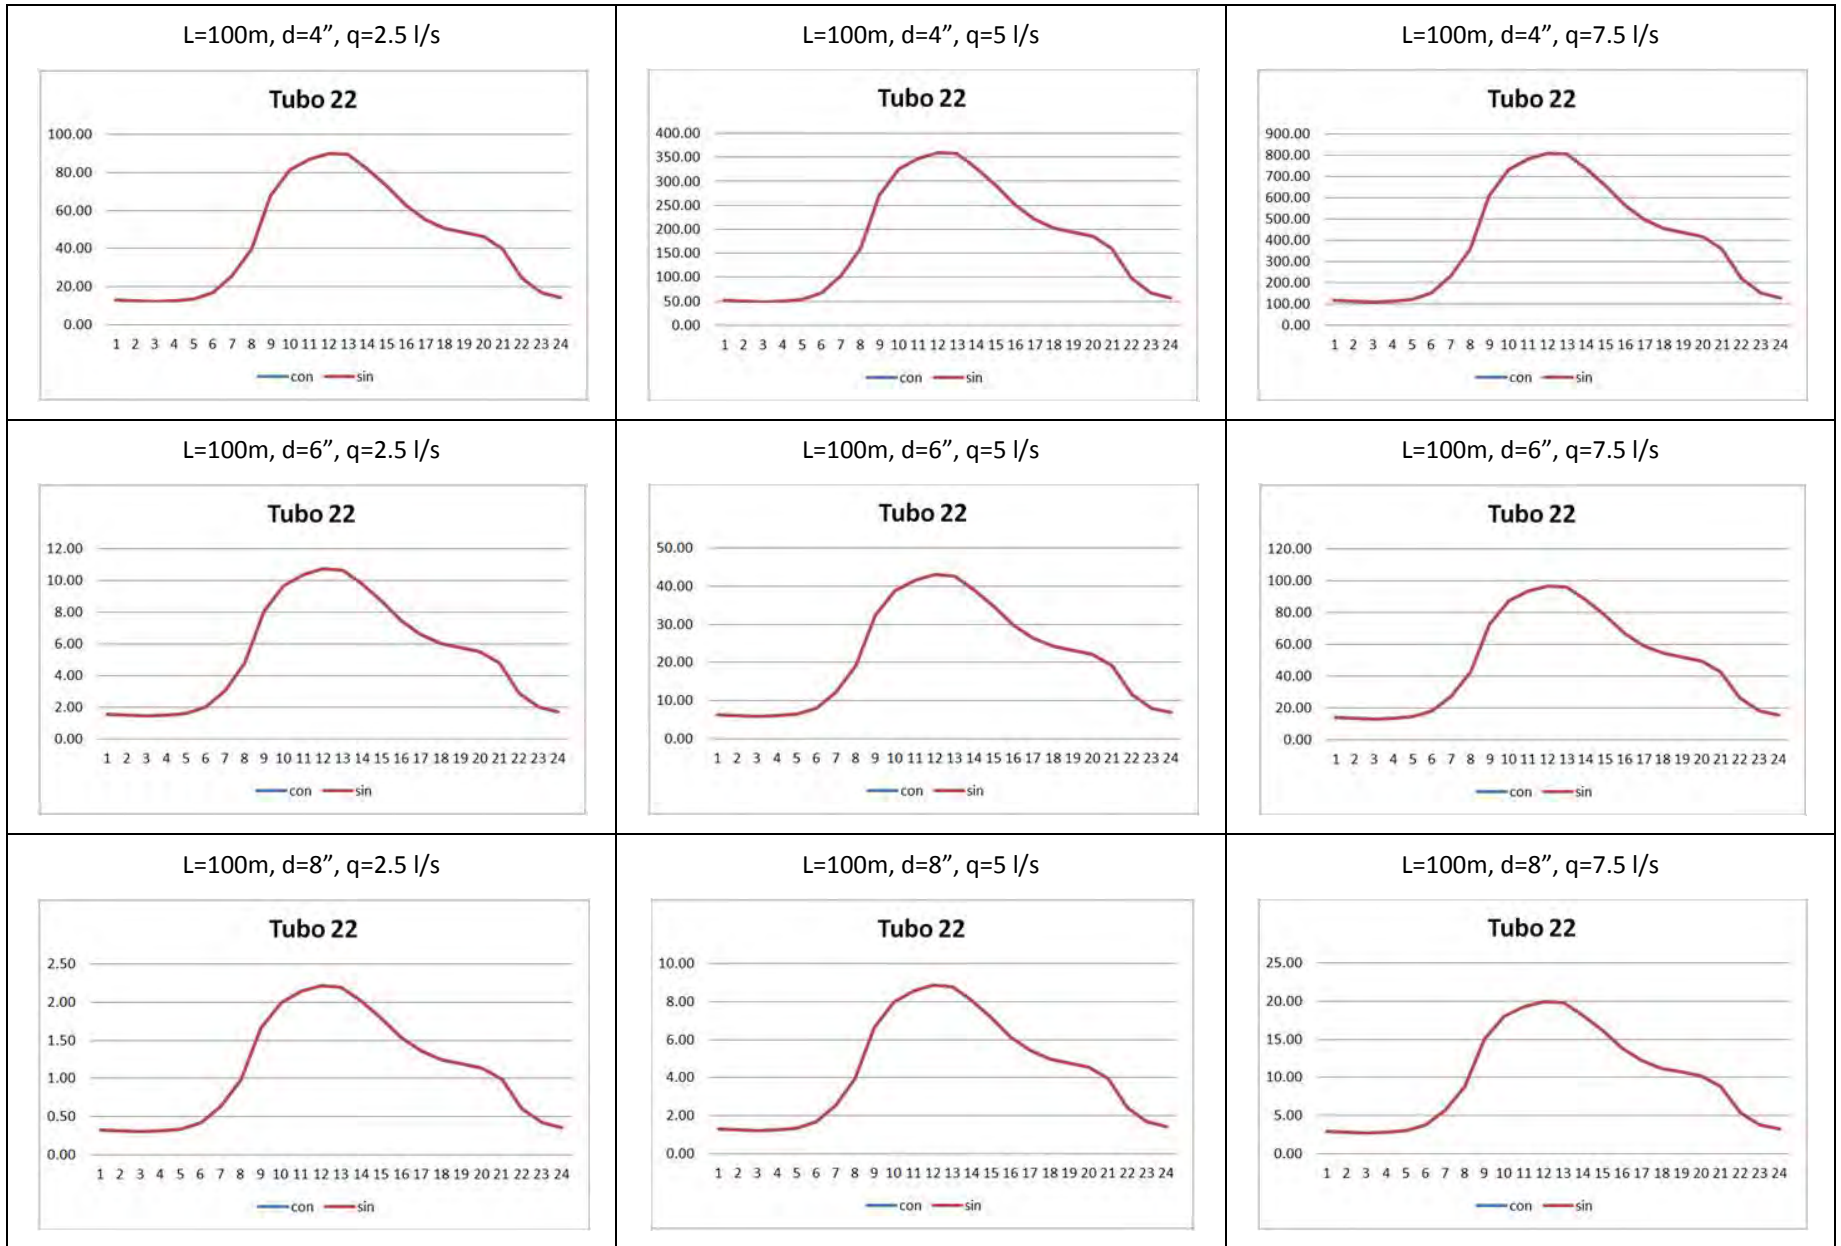 L=100m, d=4”, q=2.5 l/s
Tubo 22
100.00
80.00
60.00
40.00
20.00
0.00
1 2 3 4 5 6 7 8 9 10 11 12 13 14 15 16 17 18 19 20 21 22 23 24
con sin
L=100m, d=4”, q=5 l/s
Tubo 22
400.00
350.00
300.00
250.00
200.00
150.00
100.00
50.00
0.00
1 2 3 4 5 6 7 8 9 10 11 12 13 14 15 16 17 18 19 20 21 22 23 24
con sin
L=100m, d=4”, q=7.5 l/s
Tubo 22
900.00
800.00
700.00
600.00
500.00
400.00
300.00
200.00
100.00
0.00
1 2 3 4 5 6 7 8 9 10 11 12 13 14 15 16 17 18 19 20 21 22 23 24
con sin
L=100m, d=6”, q=2.5 l/s
Tubo 22
12.00
10.00
8.00
6.00
4.00
2.00
0.00
1 2 3 4 5 6 7 8 9 10 11 12 13 14 15 16 17 18 19 20 21 22 23 24
con sin
L=100m, d=6”, q=5 l/s
Tubo 22
50.00
40.00
30.00
20.00
10.00
0.00
1 2 3 4 5 6 7 8 9 10 11 12 13 14 15 16 17 18 19 20 21 22 23 24
con sin
L=100m, d=6”, q=7.5 l/s
Tubo 22
120.00
100.00
80.00
60.00
40.00
20.00
0.00
1 2 3 4 5 6 7 8 9 10 11 12 13 14 15 16 17 18 19 20 21 22 23 24
con sin
L=100m, d=8”, q=2.5 l/s
Tubo 22
2.50
2.00
1.50
1.00
0.50
0.00
1 2 3 4 5 6 7 8 9 10 11 12 13 14 15 16 17 18 19 20 21 22 23 24
con sin
L=100m, d=8”, q=5 l/s
Tubo 22
10.00
8.00
6.00
4.00
2.00
0.00
1 2 3 4 5 6 7 8 9 10 11 12 13 14 15 16 17 18 19 20 21 22 23 24
con sin
L=100m, d=8”, q=7.5 l/s
Tubo 22
25.00
20.00
15.00
10.00
5.00
0.00
1 2 3 4 5 6 7 8 9 10 11 12 13 14 15 16 17 18 19 20 21 22 23 24
con sin